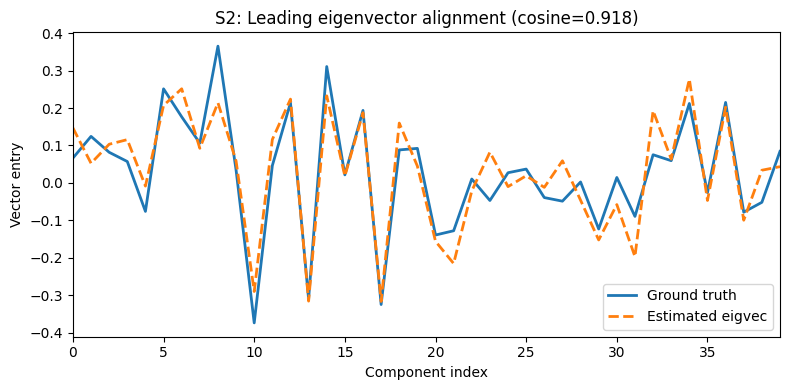 S2: Leading eigenvector alignment (cosine=0.918)
Vector entry
0.4
0.3
0.2
0.1
0.0
−0.1
−0.2
−0.3
−0.4
Ground truth
Estimated eigvec
0 5 10 15 20 25 30 35
Component index